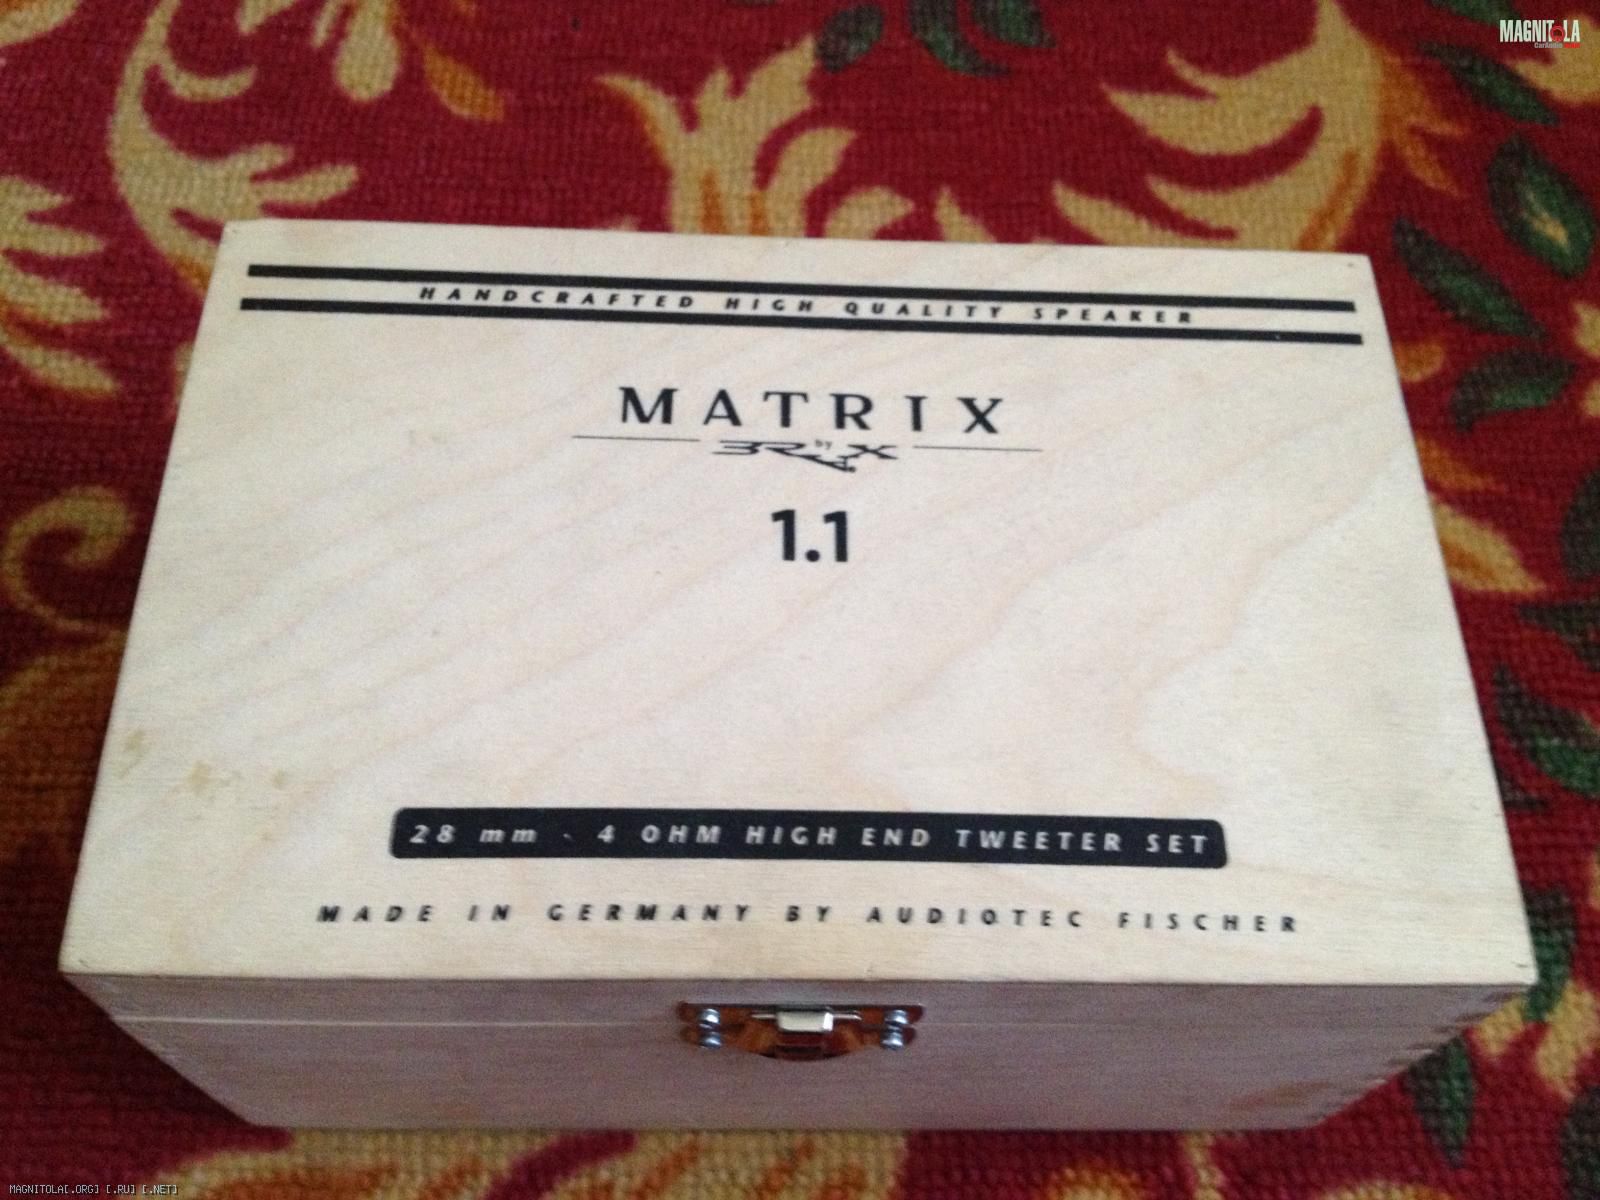 MAGNITOLA
HANDCRAFTED HIGH QUALITY SPEAKER
MATRIX
by
BRAX
1.1
28 mm · 4 OHM HIGH END TWEETER SET
MADE IN GERMANY BY AUDIOTEC FISCHER
MAGNITOLA[.ORG] [.RU] [.NET]